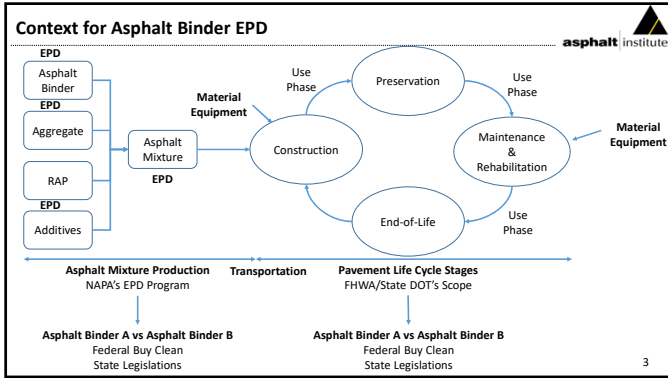 Context for Asphalt Binder EPD
asphalt institute
EPD
Asphalt
Binder
EPD
Aggregate
RAP
EPD
Additives
Asphalt
Mixture
EPD
Material
Equipment
Construction
Use
Phase
Preservation
Use
Phase
Maintenance
&
Rehabilitation
Material
Equipment
Use
Phase
End-of-Life
Asphalt Mixture Production
NAPA's EPD Program
Transportation
Pavement Life Cycle Stages
FHWA/State DOT's Scope
Asphalt Binder A vs Asphalt Binder B
Federal Buy Clean
State Legislations
Asphalt Binder A vs Asphalt Binder B
Federal Buy Clean
State Legislations
3